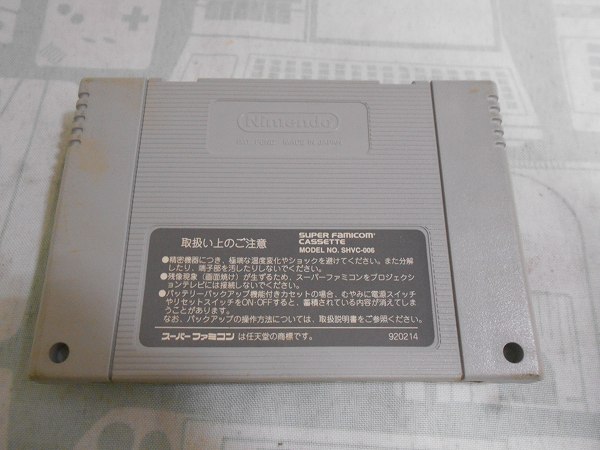 Nintendo
MADE IN JAPAN
取扱い上のご注意
SUPER FAMICOM
CASSETTE
MODEL NO. SHVC-006
●精密機器につき、極端な温度変化やショックを避けてください。また分解
したり、端子部を汚したりしないでください。
●残像現象（画面焼け）が生ずるため、スーパーファミコンをプロジェクシ
ョンテレビには接続しないでください。
●バッテリーバックアップ機能付きカセットの場合、むやみに電源スイッチ
やリセットスイッチをON・OFFすると、蓄積されている内容が消えてしま
うことがあります。
なお、バックアップの操作方法については、取扱説明書をご参照ください。
スーパーファミコン は任天堂の商標です。
920214